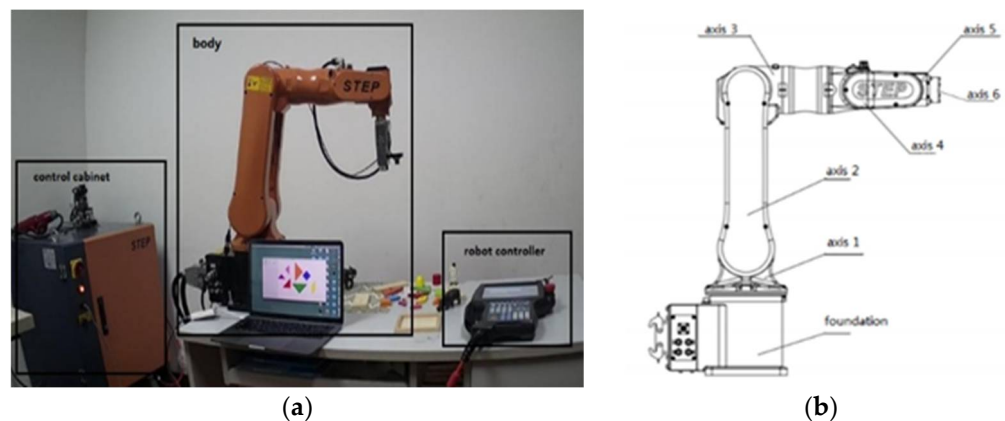 body
STEP
control cabinet
STEP
robot controller
axis 3
axis 5
STEP
axis 6
axis 4
axis 2
axis 1
foundation
(a)
(b)